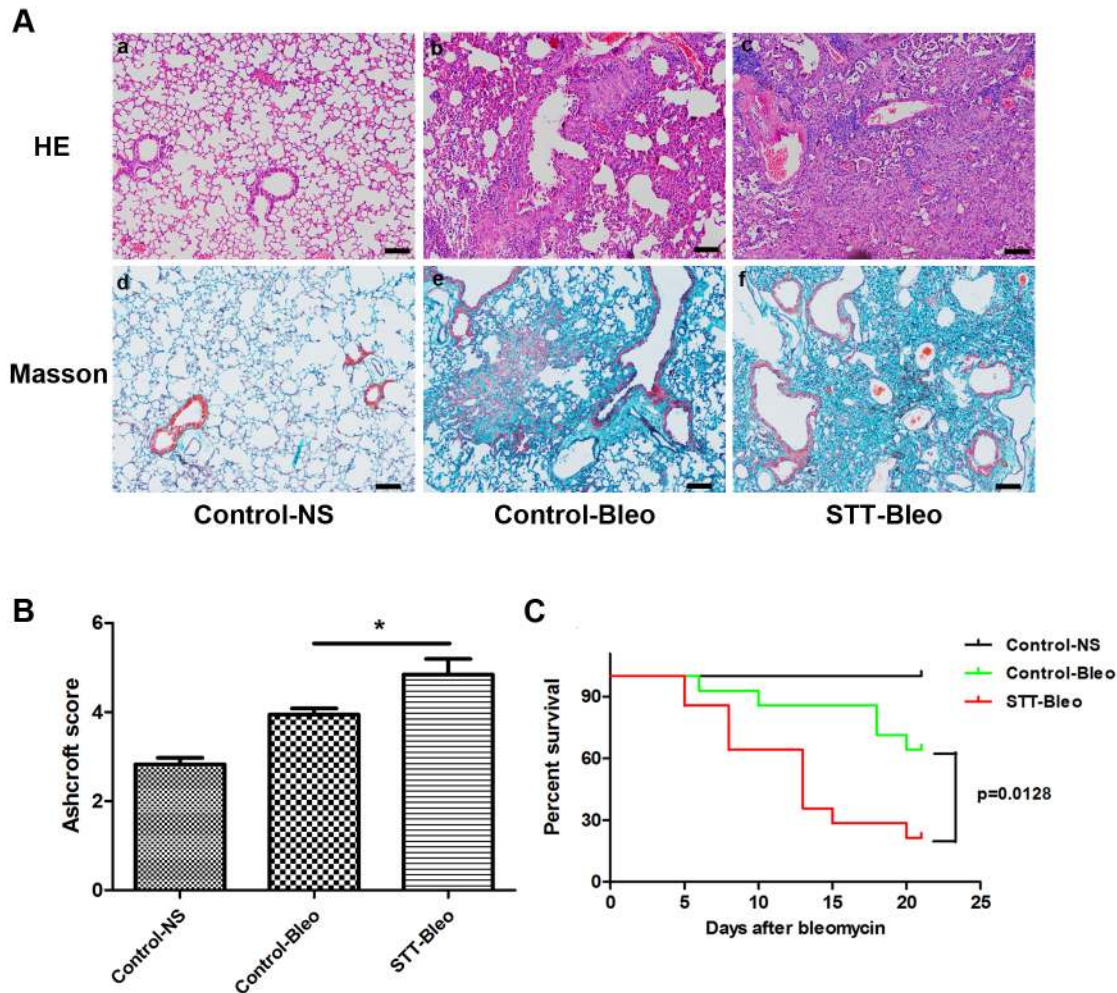 A
a
b
c
HE
d
e
f
Masson
Control-NS
Control-Bleo
STT-Bleo
B
6
4
2
0
Ashcroft score
*
Control-NS
Control-Bleo
STT-Bleo
C
Control-NS
Control-Bleo
STT-Bleo
90
60
30
0
Percent survival
p=0.0128
0 5 10 15 20 25
Days after bleomycin